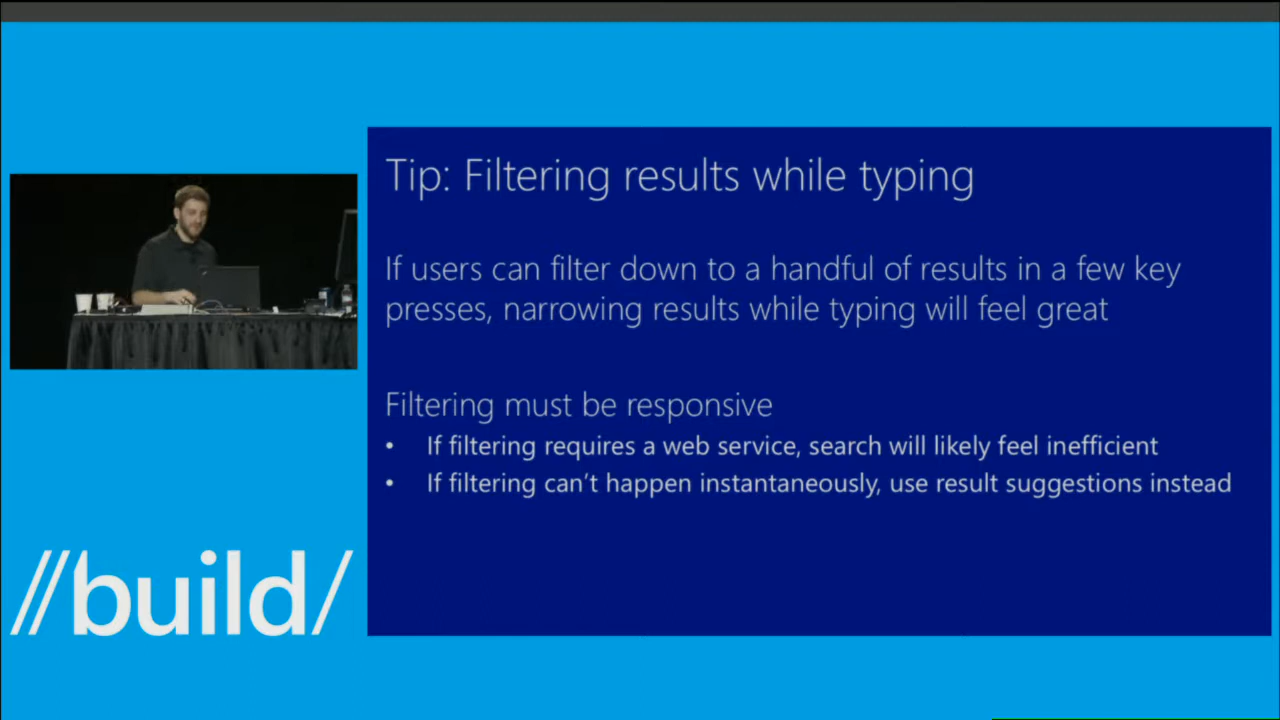 Tip: Filtering results while typing
If users can filter down to a handful of results in a few key
presses, narrowing results while typing will feel great
Filtering must be responsive
• If filtering requires a web service, search will likely feel inefficient
• If filtering can't happen instantaneously, use result suggestions instead
//build/